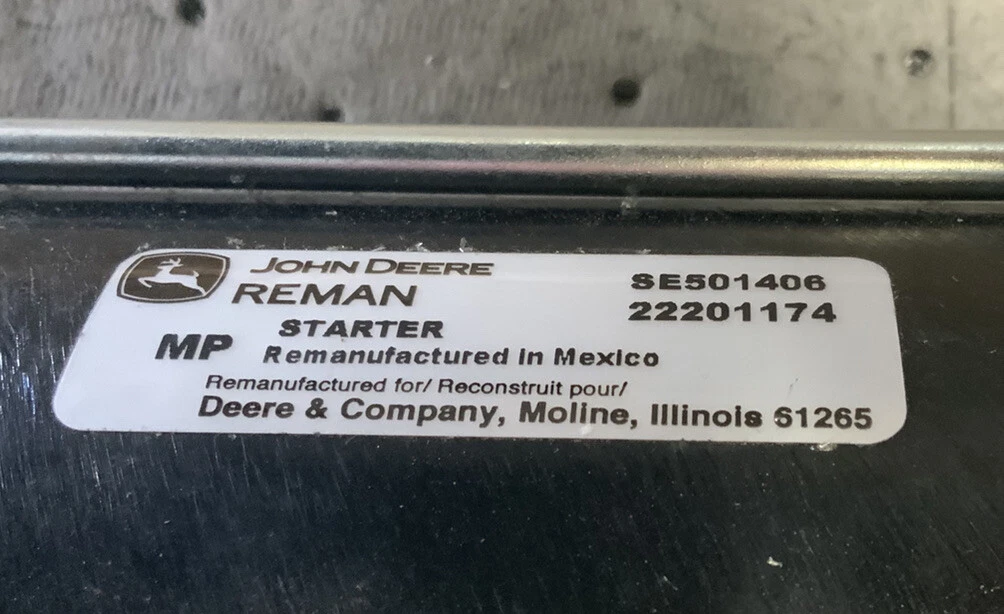 JOHN DEERE
REMAN
SE501406
22201174
STARTER
MP Remanufactured in Mexico
Remanufactured for/ Reconstruit pour/
Deere & Company, Moline, Illinois 61265